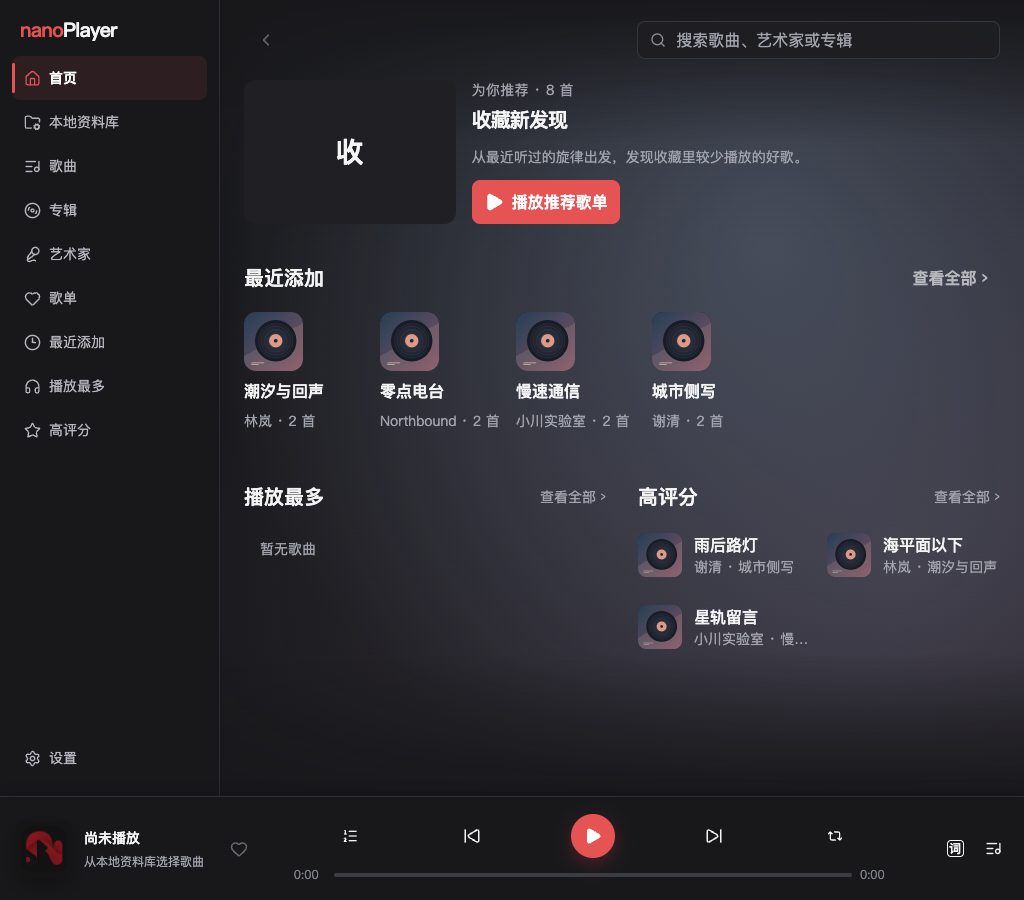 nanoPlayer
搜索歌曲、艺术家或专辑
首页
本地资料库
歌曲
专辑
艺术家
歌单
最近添加
播放最多
高评分
设置
收
为你推荐 · 8 首
收藏新发现
从最近听过的旋律出发，发现收藏里较少播放的好歌。
播放推荐歌单
最近添加
查看全部
潮汐与回声
林岚 · 2 首
零点电台
Northbound · 2 首
慢速通信
小川实验室 · 2 首
城市侧写
谢清 · 2 首
播放最多
查看全部
暂无歌曲
高评分
查看全部
雨后路灯
谢清 · 城市侧写
海平面以下
林岚 · 潮汐与回声
星轨留言
小川实验室 · 慢…
尚未播放
从本地资料库选择歌曲
0:00
0:00
词